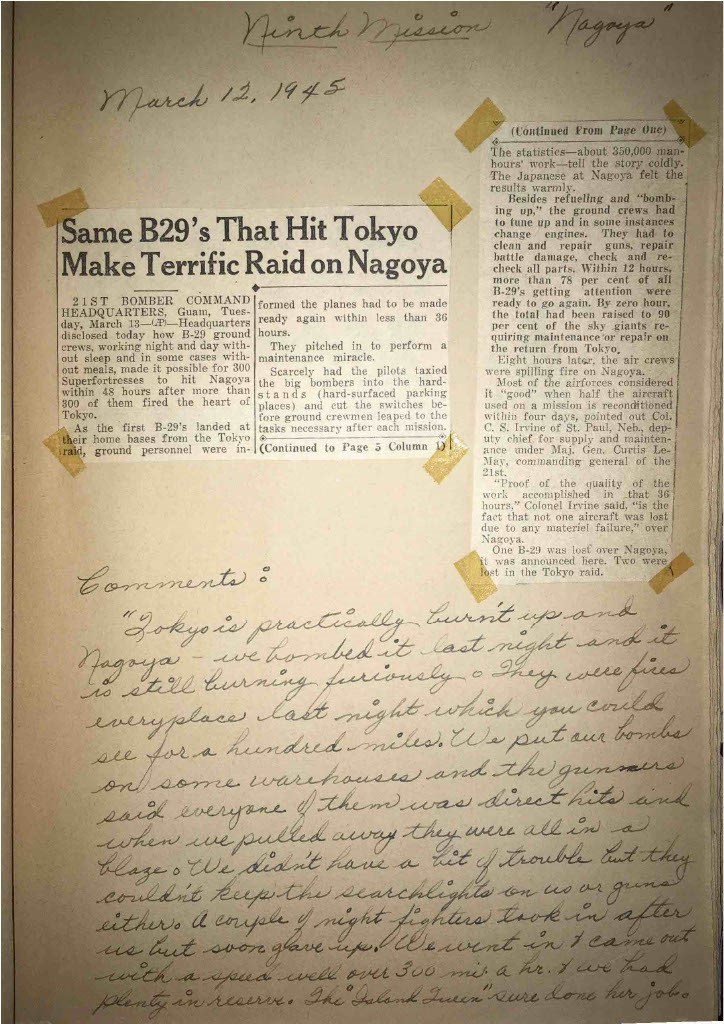 Ninth Mission "Nagoya"
March 12, 1945
Same B29's That Hit Tokyo
Make Terrific Raid on Nagoya
21ST BOMBER COMMAND
HEADQUARTERS, Guam, Tues-
day, March 13—(AP)—Headquarters
disclosed today how B-29 ground
crews, working night and day with-
out sleep and in some cases with-
out meals, made it possible for 300
Superfortresses to hit Nagoya
within 48 hours after more than
300 of them fired the heart of
Tokyo.
As the first B-29's landed at
their home bases from the Tokyo
raid, ground personnel were in-
formed the planes had to be made
ready again within less than 36
hours.
They pitched in to perform a
maintenance miracle.
Scarcely had the pilots taxied
the big bombers into the hard-
stands (hard-surfaced parking
places) and cut the switches be-
fore ground crewmen leaped to the
tasks necessary after each mission.
(Continued to Page 5 Column 1)
(Continued From Page One)
The statistics—about 350,000 man-
hours' work—tell the story coldly.
The Japanese at Nagoya felt the
results warmly.
Besides refueling and "bomb-
ing up," the ground crews had
to tune up and in some instances
change engines. They had to
clean and repair guns, repair
battle damage, check and re-
check all parts. Within 12 hours,
more than 78 per cent of all
B-29's getting attention were
ready to go again. By zero hour,
the total had been raised to 90
per cent of the sky giants re-
quiring maintenance or repair on
the return from Tokyo.
Eight hours later, the air crews
were spilling fire on Nagoya.
Most of the airforces considered
it "good" when half the aircraft
used on a mission is reconditioned
within four days, pointed out Col.
C. S. Irvine of St. Paul, Neb., dep-
uty chief for supply and mainten-
ance under Maj. Gen. Curtis Le-
May, commanding general of the
21st.
"Proof of the quality of the
work accomplished in that 36
hours," Colonel Irvine said, "is the
fact that not one aircraft was lost
due to any materiel failure," over
Nagoya.
One B-29 was lost over Nagoya,
it was announced here. Two were
lost in the Tokyo raid.
Comments:
"Tokyo is practically burn't up and
Nagoya - we bombed it last night and it
is still burning furiously. They were fires
everyplace last night which you could
see for a hundred miles. We put our bombs
on some warehouses and the gunners
said everyone of them was direct hits and
when we pulled away they were all in a
blaze. We didn't have a bit of trouble but they
couldn't keep the searchlights on us or guns
either. A couple of night fighters took in after
us but soon gave up. We went in & came out
with a speed well over 300 mi. a hr. & we had
plenty in reserve. The "Island Queen" sure done her job.